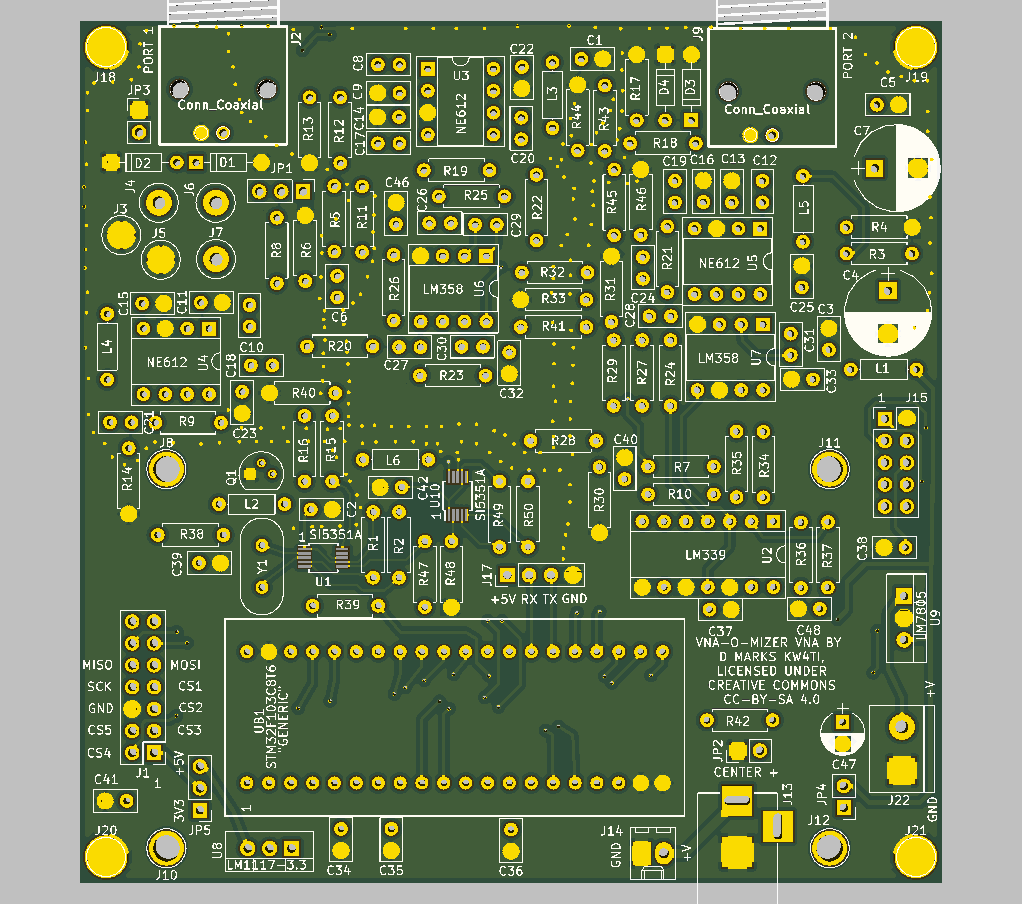 PORT 1
J2
J9
PORT 2
J18
J19
JP3
Conn_Coaxial
Conn_Coaxial
C8
C9
C14
C17
U3
NE612
C22
C20
L3
C1
R44
R43
R17
D4
D3
R18
C5
C7
R13
R12
D2
D1
JP1
R19
R25
C19
C16
C13
C12
J4
J6
J3
J5
J7
R8
R6
R5
R11
C46
C26
C29
R22
R45
R46
L5
R4
R3
R26
LM358
U6
R32
R33
R41
R31
C24
R21
NE612
U5
C25
C4
C6
C15
C11
C28
C3
L4
NE612
U4
C18
C10
R20
C27
C30
R23
C32
R29
R27
R24
LM358
U7
C31
C33
L1
R40
C21
R9
C23
1
J15
J8
R14
Q1
R16
R15
L6
R28
C40
R7
R10
R35
R34
J11
L2
C2
C42
U10
1
SI5351A
R49
R50
R30
R38
C39
Y1
SI5351A
1
U1
R1
R2
R47
R48
J17
+5V RX TX GND
LM339
U2
R36
R37
C38
R39
C37
C48
LM7805
U9
VNA-O-MIZER VNA BY
D MARKS KW4TI,
LICENSED UNDER
CREATIVE COMMONS
CC-BY-SA 4.0
MISO
MOSI
SCK
CS1
GND
CS2
CS5
CS3
CS4
J1
1
UB1
STM32F103C8T6
"GENERIC"
1
+5V
3V3
JP5
C41
R42
JP2
CENTER +
C47
+V
J22
GND
JP4
J13
J12
J20
J10
U8
LM1117-3.3
C34
C35
C36
J14
GND
+V
J21